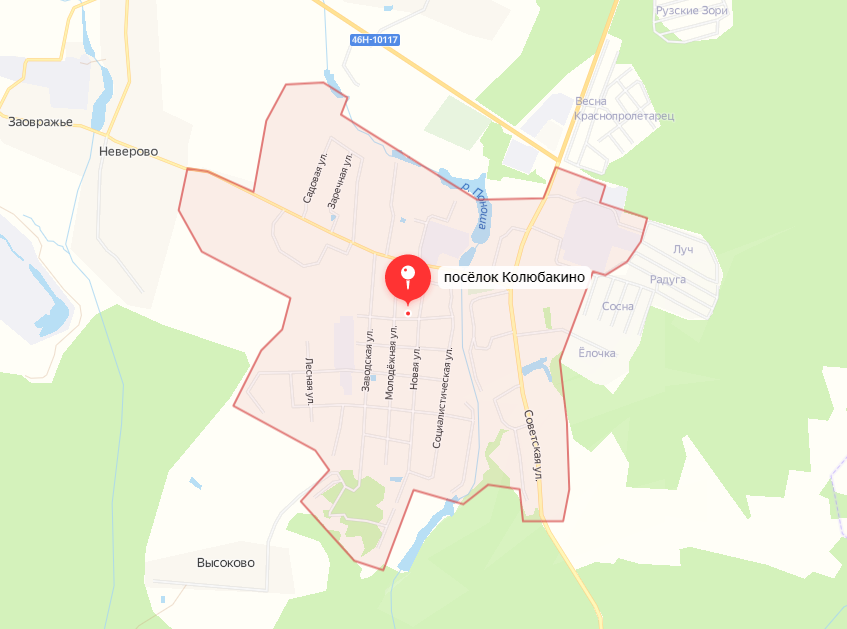 Рузские Зори
46Н-10117
Весна
Краснопролетарец
Заовражье
Неверово
Садовая ул.
Заречная ул.
р. Поноша
Луч
посёлок Колюбакино
Радуга
Сосна
Ёлочка
Лесная ул.
Заводская ул.
Молодёжная ул.
Новая ул.
Социалистическая ул.
Советская ул.
Высоково